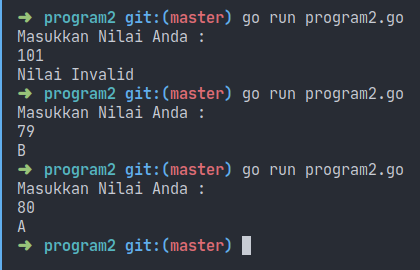 ➜ program2 git:(master) go run program2.go
Masukkan Nilai Anda :
101
Nilai Invalid
➜ program2 git:(master) go run program2.go
Masukkan Nilai Anda :
79
B
➜ program2 git:(master) go run program2.go
Masukkan Nilai Anda :
80
A
➜ program2 git:(master)